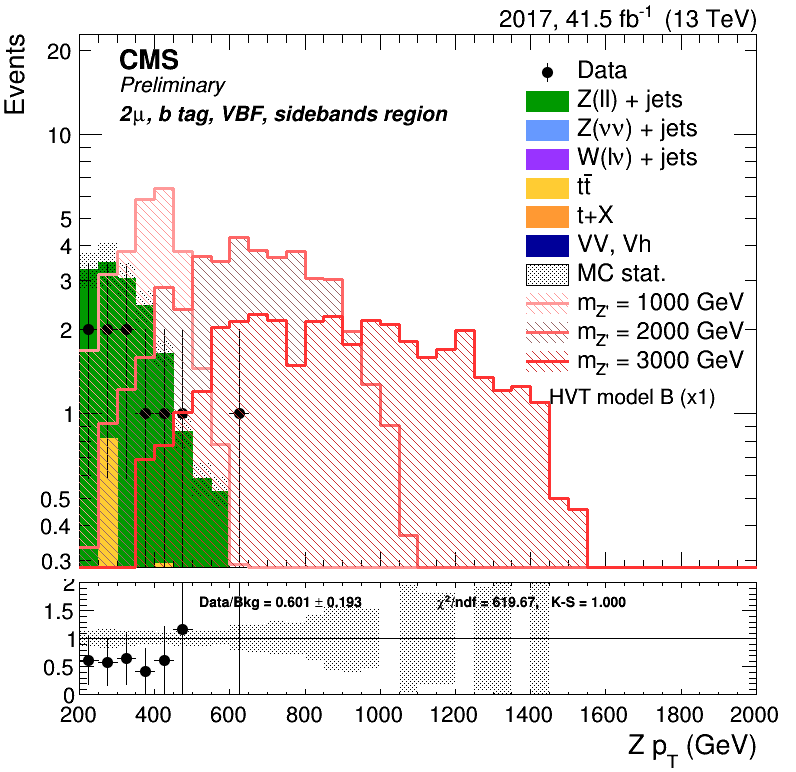 2017, 41.5 fb⁻¹ (13 TeV)
Events
CMS
Preliminary
2μ, b tag, VBF, sidebands region
Data
Z(ll) + jets
Z(νν) + jets
W(lν) + jets
tt̄
t+X
VV, Vh
MC stat.
m_Z' = 1000 GeV
m_Z' = 2000 GeV
m_Z' = 3000 GeV
HVT model B (x1)
20
10
5
4
3
2
1
0.5
0.4
0.3
Data/Bkg = 0.601 ± 0.193 χ²/ndf = 619.67, K-S = 1.000
2
1.5
1
0.5
0
200 400 600 800 1000 1200 1400 1600 1800 2000
Z p_T (GeV)